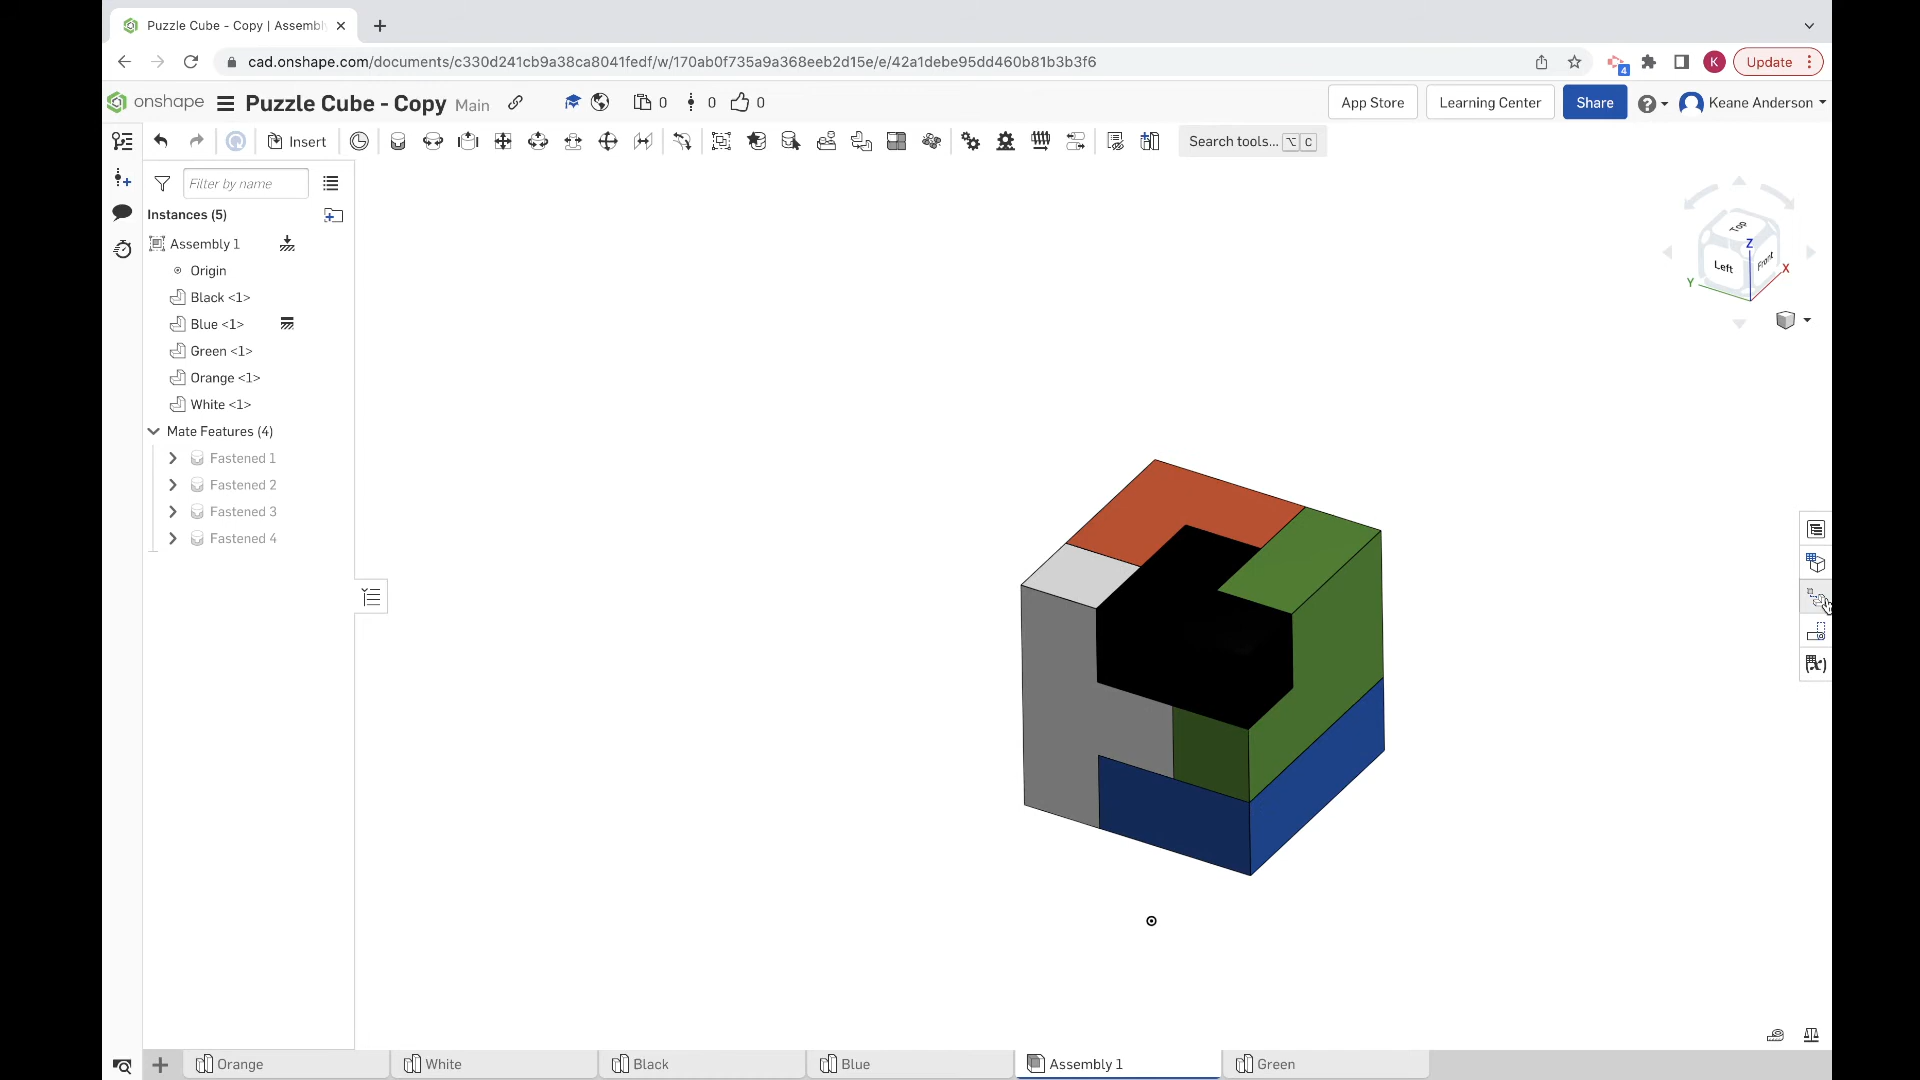 Puzzle Cube - Copy | Assembl
cad.onshape.com/documents/c330d241cb9a38ca8041fedf/w/170ab0f735a9a368eeb2d15e/e/42a1debe95dd460b81b3b3f6
4
K
Update
onshape
Puzzle Cube - Copy Main
0
0
0
App Store
Learning Center
Share
Keane Anderson
Insert
Search tools... ⌥ C
Filter by name
Instances (5)
Assembly 1
Origin
Black <1>
Blue <1>
Green <1>
Orange <1>
White <1>
Mate Features (4)
Fastened 1
Fastened 2
Fastened 3
Fastened 4
Top
Left
Front
Z
X
Y
(x)
Orange
White
Black
Blue
Assembly 1
Green